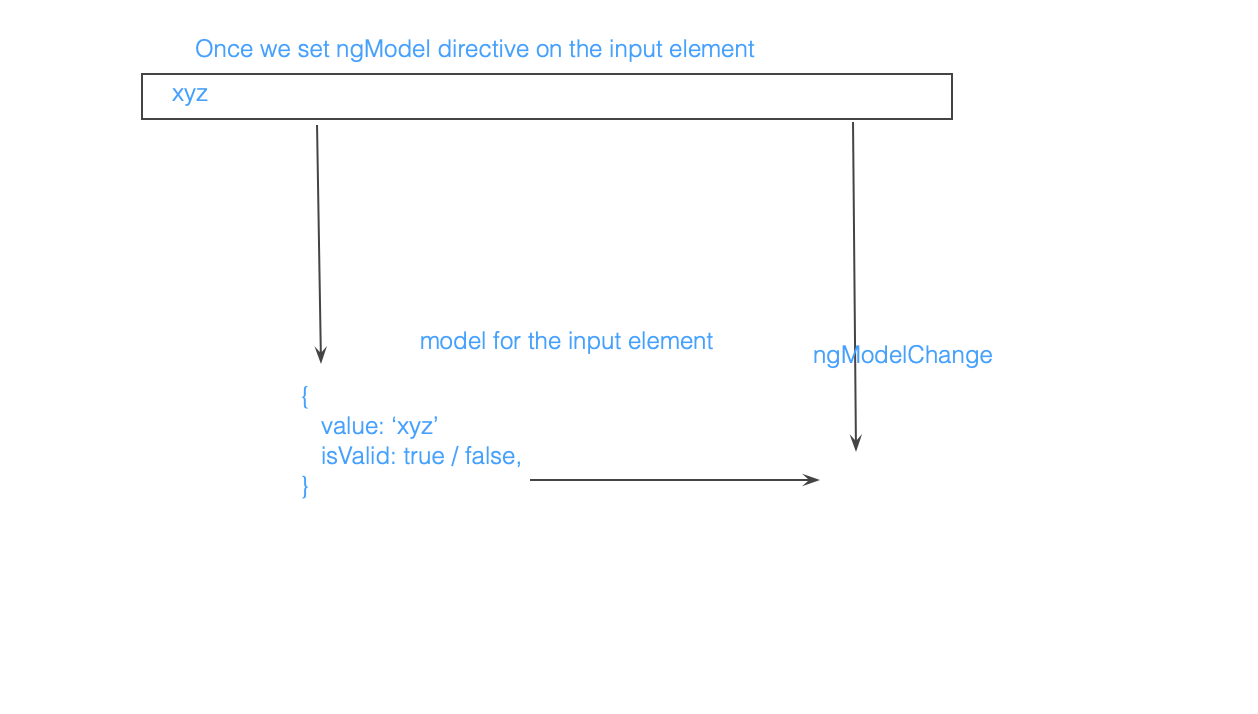 Once we set ngModel directive on the input element
xyz
model for the input element
ngModelChange
{
value: ‘xyz’
isValid: true / false,
}